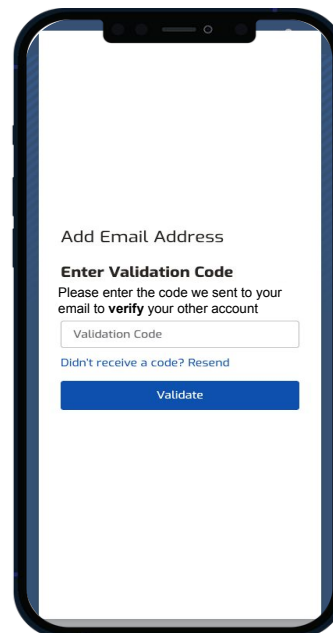 Add Email Address
Enter Validation Code
Please enter the code we sent to your
email to verify your other account
Validation Code
Didn't receive a code? Resend
Validate